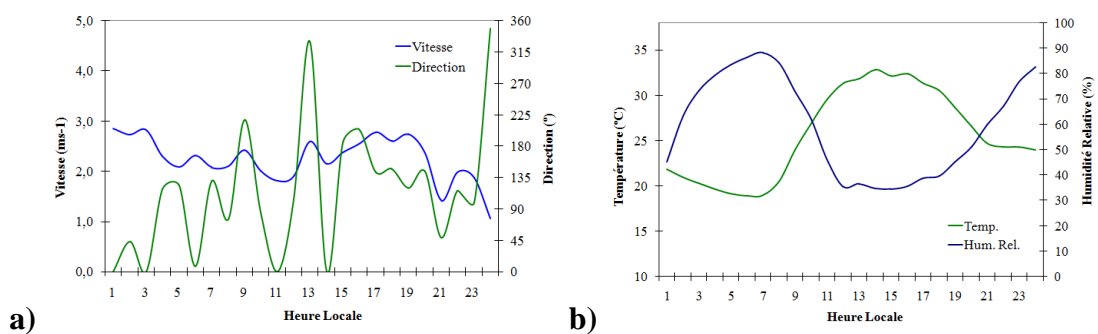 5,0
4,0
3,0
2,0
1,0
0,0
Vitesse (ms-1)
360
315
270
225
180
135
90
45
0
Direction (º)
Vitesse
Direction
1 3 5 7 9 11 13 15 17 19 21 23
Heure Locale
a)
35
30
25
20
15
10
Température (ºC)
100
90
80
70
60
50
40
30
20
10
0
Humidité Relative (%)
Temp.
Hum. Rel.
1 3 5 7 9 11 13 15 17 19 21 23
Heure Locale
b)